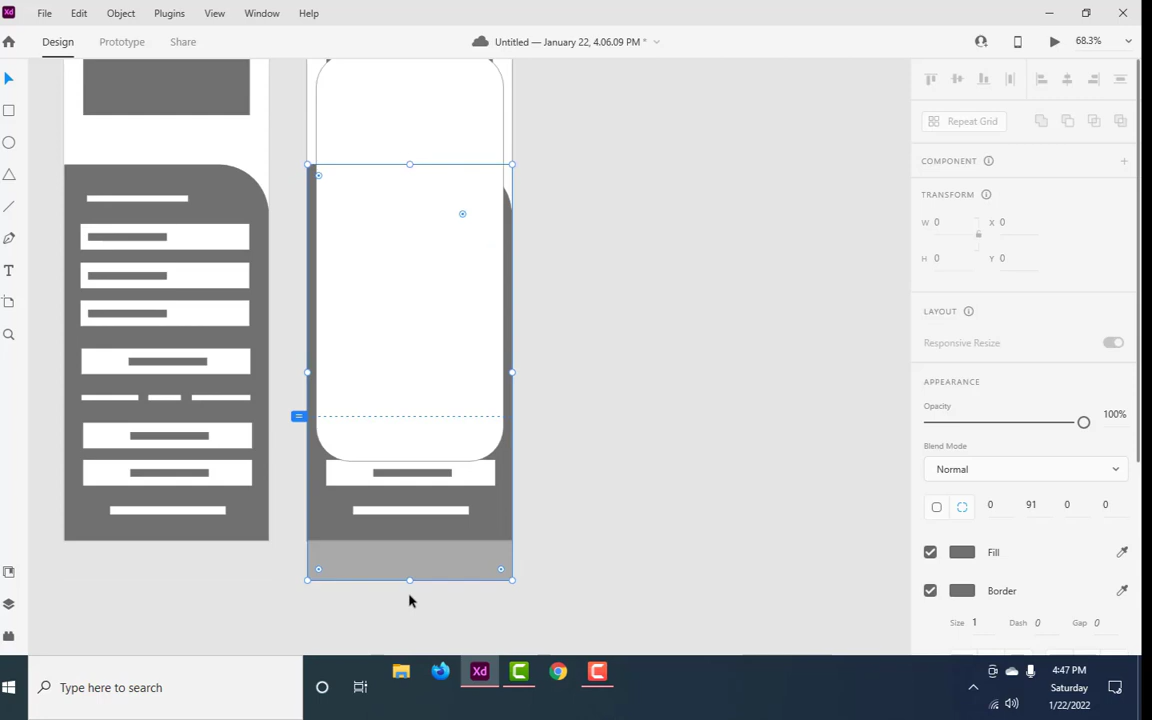 Xd File Edit Object Plugins View Window Help
Design Prototype Share Untitled — January 22, 4.06.09 PM * 68.3%
Repeat Grid
COMPONENT
TRANSFORM
W 0 X 0
H 0 Y 0
LAYOUT
Responsive Resize
APPEARANCE
Opacity
100%
Blend Mode
Normal
0 91 0 0
Fill
Border
Size 1 Dash 0 Gap 0
Type here to search
Xd
4:47 PM
Saturday
1/22/2022